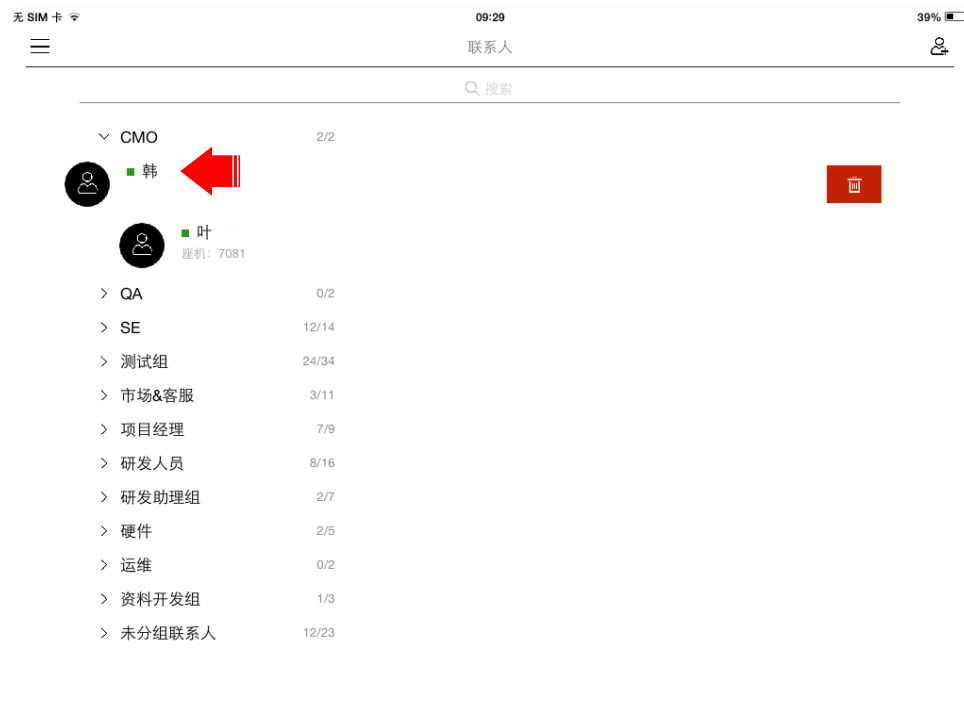 无 SIM 卡 09:29 39%
联系人
搜索
CMO 2/2
韩
叶
座机：7081
QA 0/2
SE 12/14
测试组 24/34
市场&客服 3/11
项目经理 7/9
研发人员 8/16
研发助理组 2/7
硬件 2/5
运维 0/2
资料开发组 1/3
未分组联系人 12/23